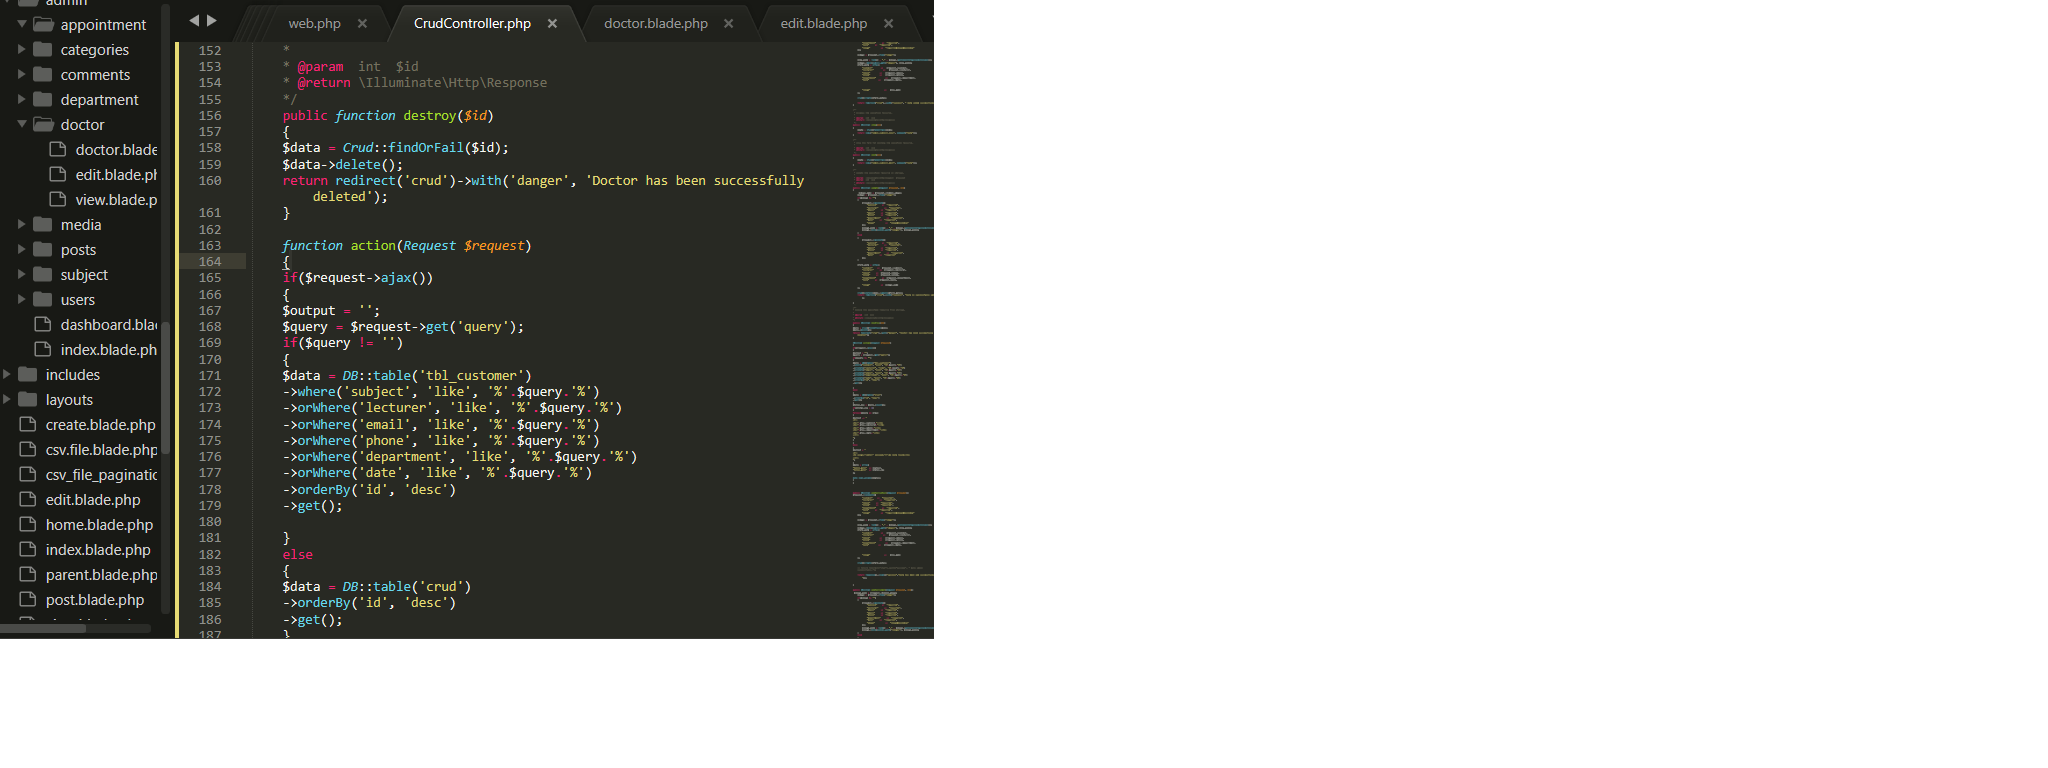 admin
appointment
categories
comments
department
doctor
doctor.blade
edit.blade.ph
view.blade.p
media
posts
subject
users
dashboard.blad
index.blade.ph
includes
layouts
create.blade.php
csv.file.blade.php
csv_file_paginatic
edit.blade.php
home.blade.php
index.blade.php
parent.blade.php
post.blade.php
web.php CrudController.php doctor.blade.php edit.blade.php
152 *
153 * @param int $id
154 * @return \Illuminate\Http\Response
155 */
156 public function destroy($id)
157 {
158 $data = Crud::findOrFail($id);
159 $data->delete();
160 return redirect('crud')->with('danger', 'Doctor has been successfully
deleted');
161 }
162
163 function action(Request $request)
164 {
165 if($request->ajax())
166 {
167 $output = '';
168 $query = $request->get('query');
169 if($query != '')
170 {
171 $data = DB::table('tbl_customer')
172 ->where('subject', 'like', '%'.$query.'%')
173 ->orWhere('lecturer', 'like', '%'.$query.'%')
174 ->orWhere('email', 'like', '%'.$query.'%')
175 ->orWhere('phone', 'like', '%'.$query.'%')
176 ->orWhere('department', 'like', '%'.$query.'%')
177 ->orWhere('date', 'like', '%'.$query.'%')
178 ->orderBy('id', 'desc')
179 ->get();
180
181 }
182 else
183 {
184 $data = DB::table('crud')
185 ->orderBy('id', 'desc')
186 ->get();
187 }